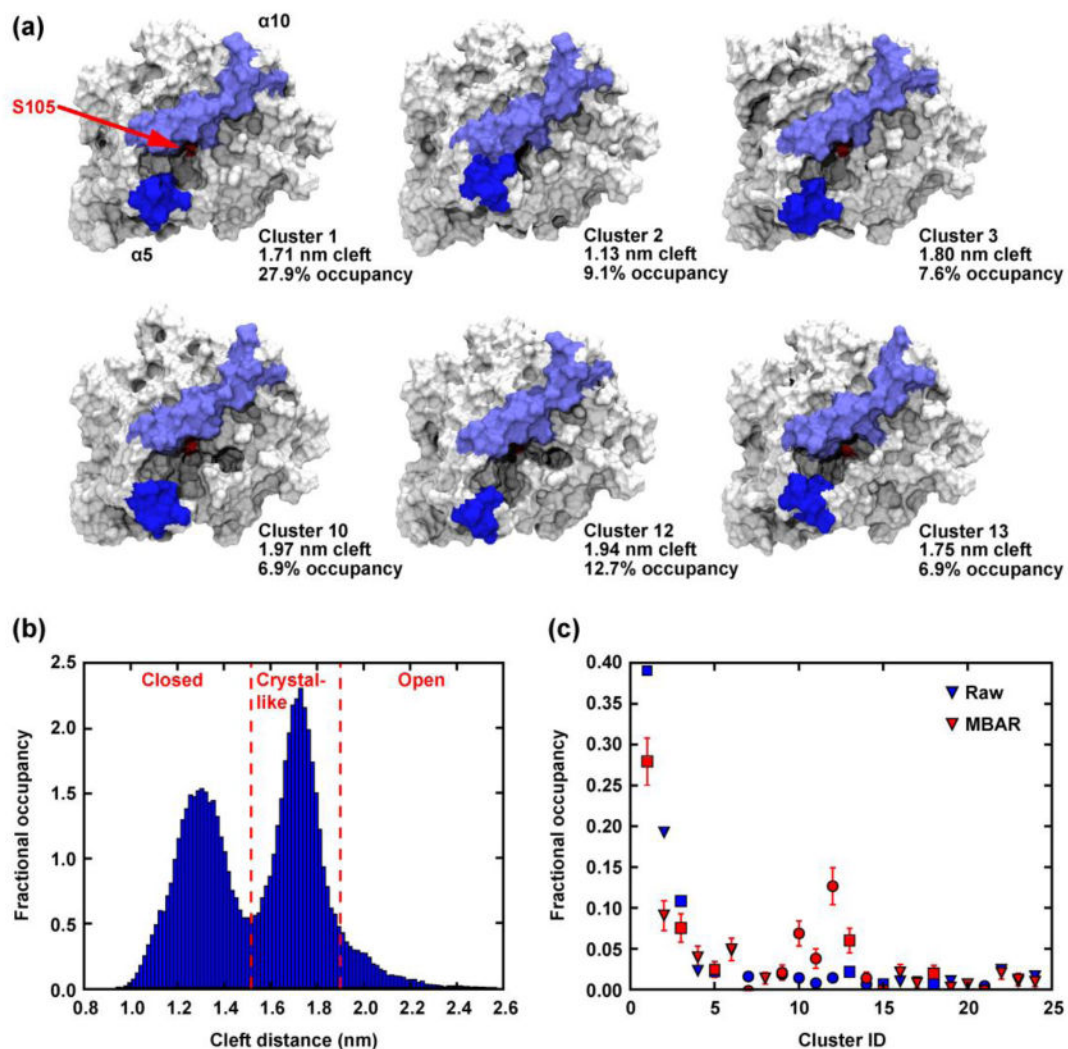 (a)
α10
S105
α5
Cluster 1
1.71 nm cleft
27.9% occupancy
Cluster 2
1.13 nm cleft
9.1% occupancy
Cluster 3
1.80 nm cleft
7.6% occupancy
Cluster 10
1.97 nm cleft
6.9% occupancy
Cluster 12
1.94 nm cleft
12.7% occupancy
Cluster 13
1.75 nm cleft
6.9% occupancy
(b)
Closed
Crystal-
like
Open
Fractional occupancy
2.5
2.0
1.5
1.0
0.5
0.0
0.8 1.0 1.2 1.4 1.6 1.8 2.0 2.2 2.4 2.6
Cleft distance (nm)
(c)
Raw
MBAR
Fractional occupancy
0.40
0.35
0.30
0.25
0.20
0.15
0.10
0.05
0.00
0 5 10 15 20 25
Cluster ID